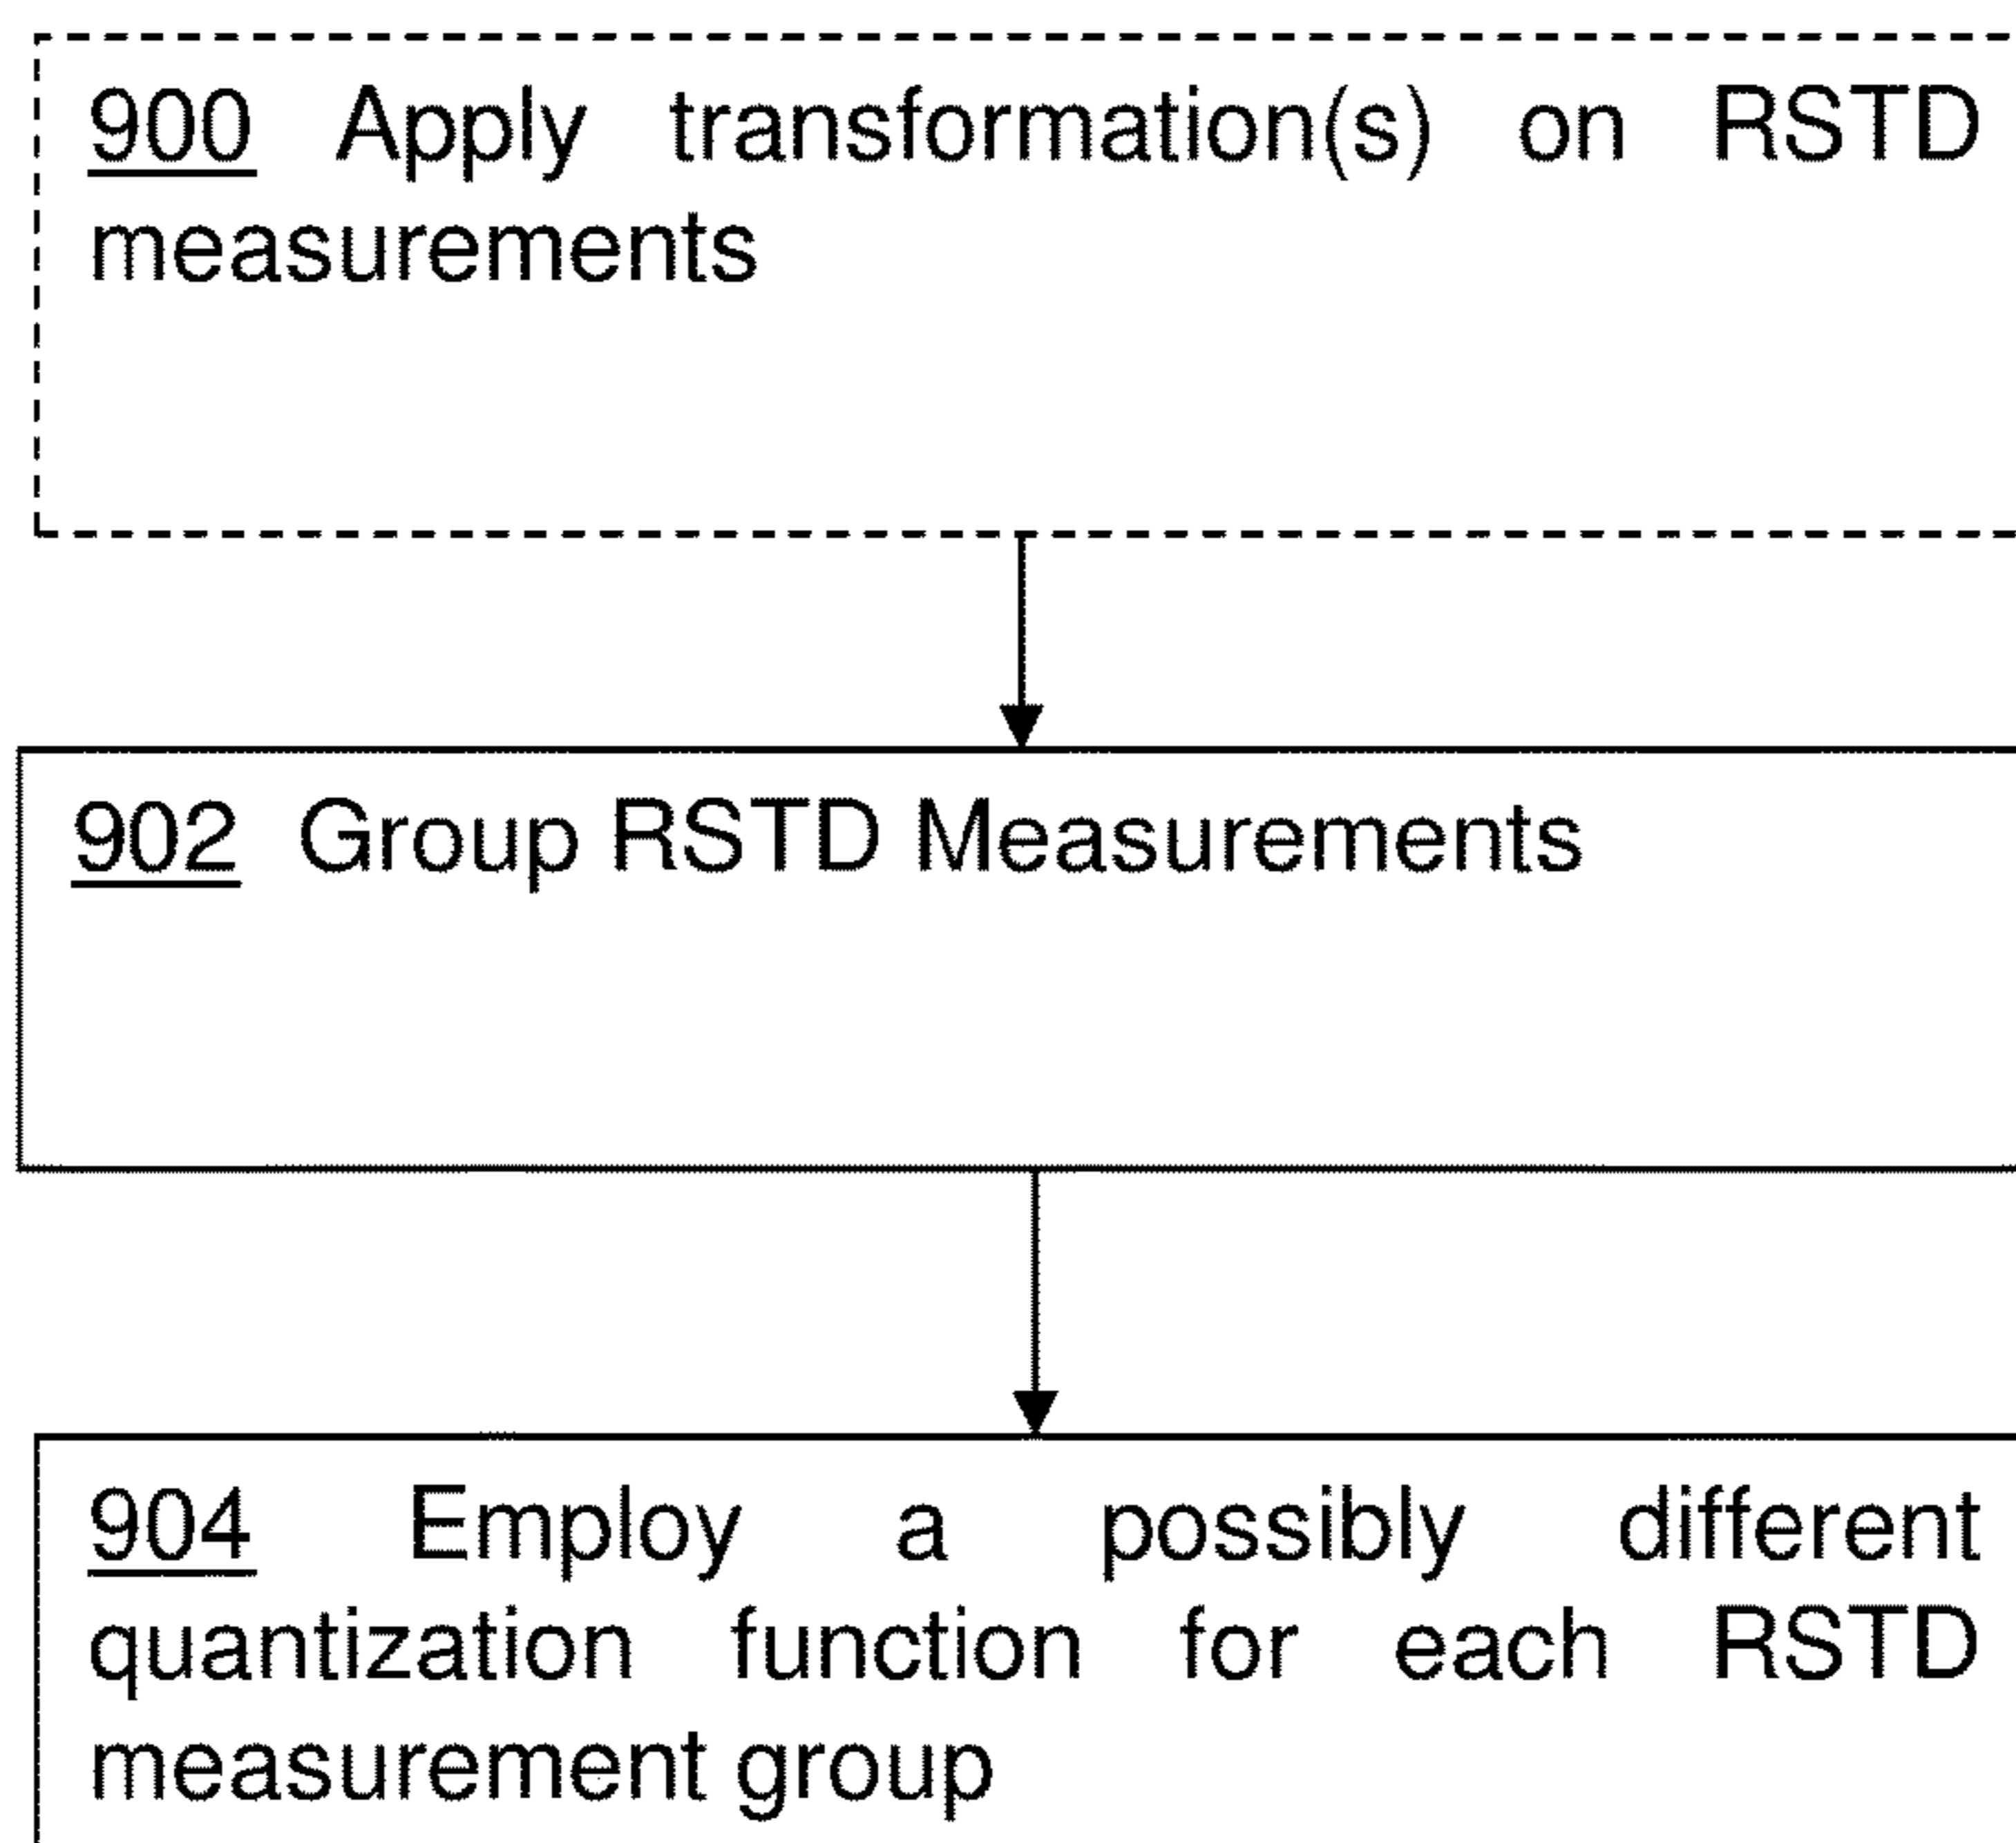 900 Apply transformation(s) on RSTD
measurements
902 Group RSTD Measurements
904 Employ a possibly different
quantization function for each RSTD
measurement group